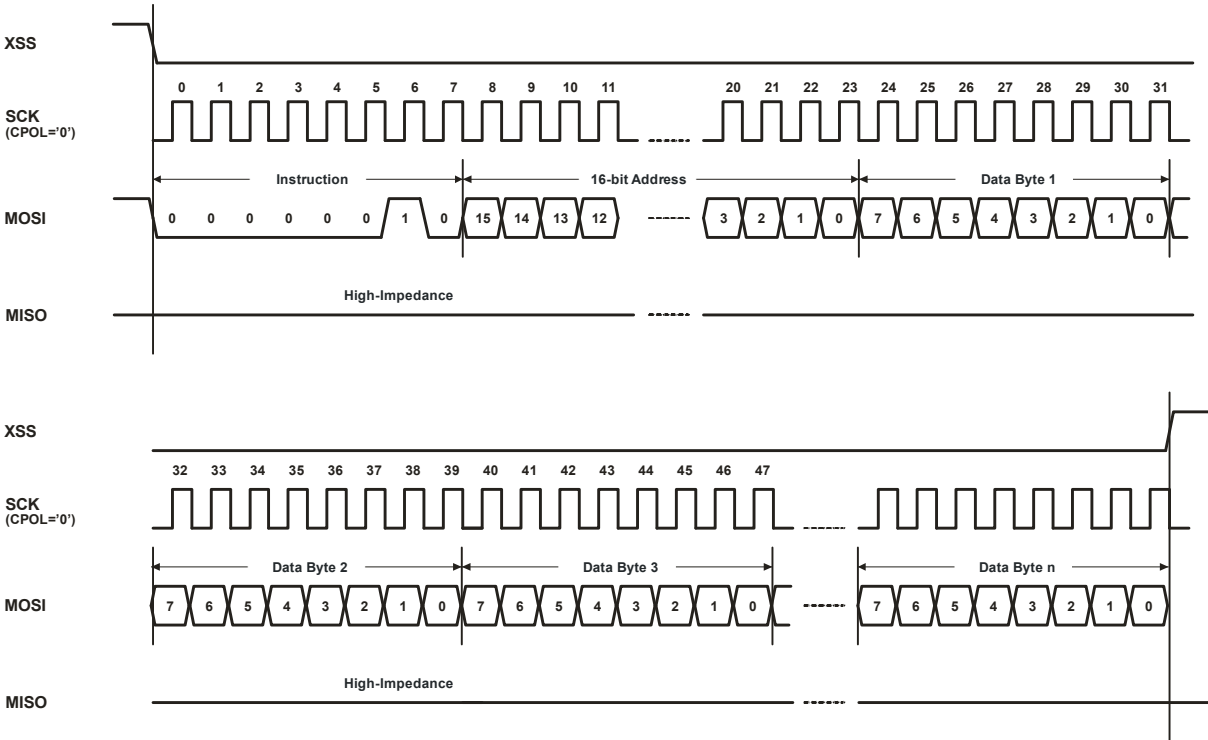 XSS
0 1 2 3 4 5 6 7 8 9 10 11 20 21 22 23 24 25 26 27 28 29 30 31
SCK
(CPOL='0')
Instruction 16-bit Address Data Byte 1
MOSI 0 0 0 0 0 0 1 0 15 14 13 12 3 2 1 0 7 6 5 4 3 2 1 0
High-Impedance
MISO
XSS
32 33 34 35 36 37 38 39 40 41 42 43 44 45 46 47
SCK
(CPOL='0')
Data Byte 2 Data Byte 3 Data Byte n
MOSI 7 6 5 4 3 2 1 0 7 6 5 4 3 2 1 0 7 6 5 4 3 2 1 0
High-Impedance
MISO